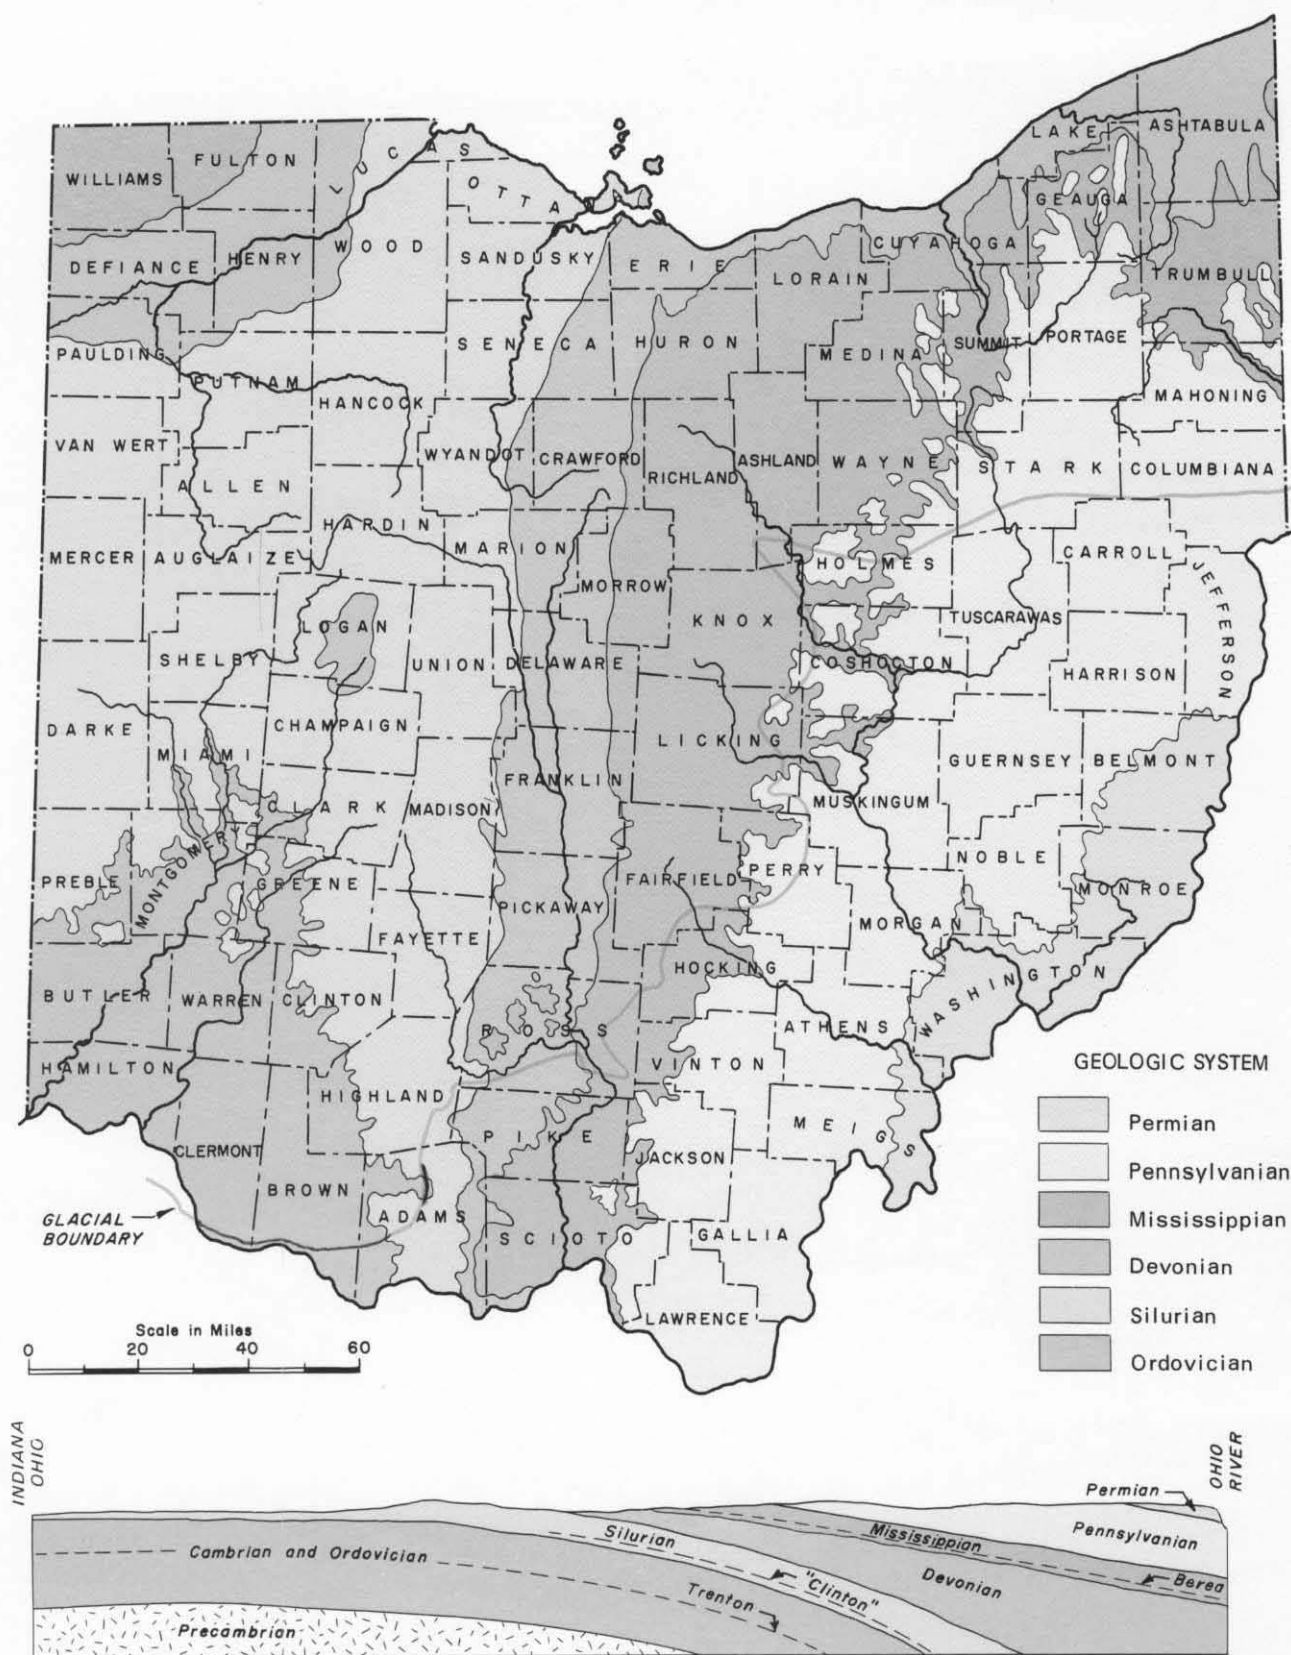 LAKE
ASHTABULA
LUCAS
FULTON
WILLIAMS
OTTA
GEAUGA
WOOD
SANDUSKY
CUYAHOGA
HENRY
DEFIANCE
ERIE
LORAIN
TRUMBULL
PAULDING
SENECA
HURON
MEDINA
SUMMIT
PORTAGE
PUTNAM
HANCOCK
MAHONING
VAN WERT
WYANDOT
CRAWFORD
RICHLAND
ASHLAND
WAYNE
STARK
COLUMBIANA
ALLEN
HARDIN
MERCER
AUGLAIZE
MARION
MORROW
HOLMES
CARROLL
JEFFERSON
LOGAN
KNOX
TUSCARAWAS
SHELBY
UNION
DELAWARE
COSHOCTON
HARRISON
DARKE
MIAMI
CHAMPAIGN
LICKING
GUERNSEY
BELMONT
FRANKLIN
CLARK
MADISON
MUSKINGUM
MONTGOMERY
NOBLE
PREBLE
GREENE
FAIRFIELD
PERRY
MONROE
PICKAWAY
MORGAN
FAYETTE
HOCKING
WASHINGTON
BUTLER
WARREN
CLINTON
ROSS
ATHENS
HAMILTON
VINTON
HIGHLAND
PIKE
MEIGS
CLERMONT
JACKSON
BROWN
ADAMS
SCIOTO
GALLIA
LAWRENCE
GLACIAL
BOUNDARY
GEOLOGIC SYSTEM
Permian
Pennsylvanian
Mississippian
Devonian
Silurian
Ordovician
Scale in Miles
0 20 40 60
INDIANA
OHIO
OHIO
RIVER
Permian
Pennsylvanian
Mississippian
Silurian
Cambrian and Ordovician
Devonian
Berea
"Clinton"
Trenton
Precambrian